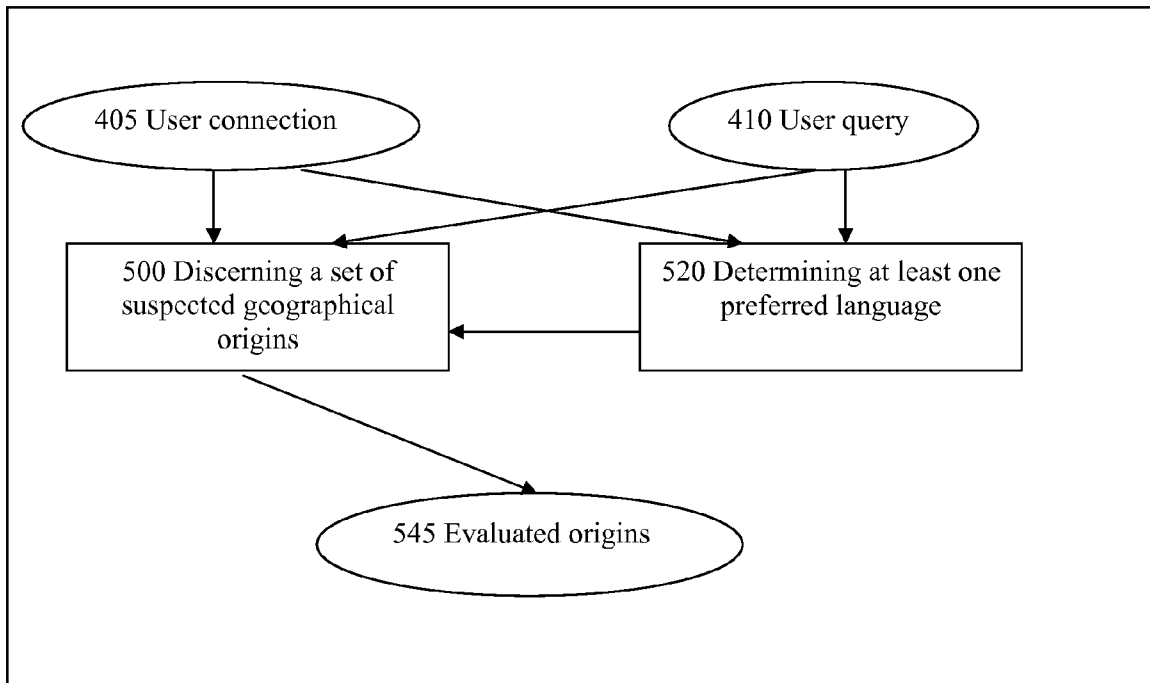 405 User connection
410 User query
500 Discerning a set of
suspected geographical
origins
520 Determining at least one
preferred language
545 Evaluated origins